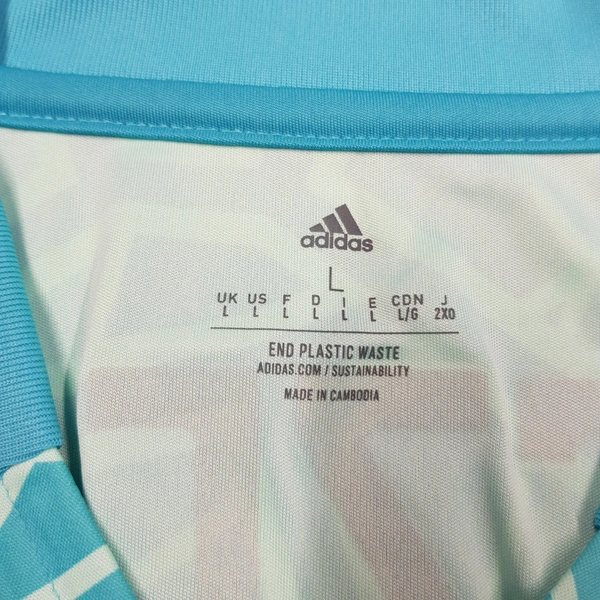 adidas
L
UK US F D I E CDN J
L L L L L L L/G 2XO
END PLASTIC WASTE
ADIDAS.COM / SUSTAINABILITY
MADE IN CAMBODIA